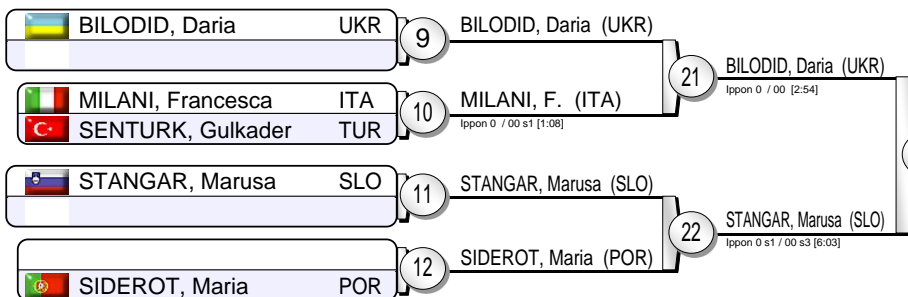 BILODID, Daria UKR
9
BILODID, Daria (UKR)
21
BILODID, Daria (UKR)
Ippon 0 / 00 [2:54]
MILANI, Francesca ITA
SENTURK, Gulkader TUR
10
MILANI, F. (ITA)
Ippon 0 / 00 s1 [1:08]
STANGAR, Marusa SLO
11
STANGAR, Marusa (SLO)
22
STANGAR, Marusa (SLO)
Ippon 0 s1 / 00 s3 [6:03]
SIDEROT, Maria POR
12
SIDEROT, Maria (POR)